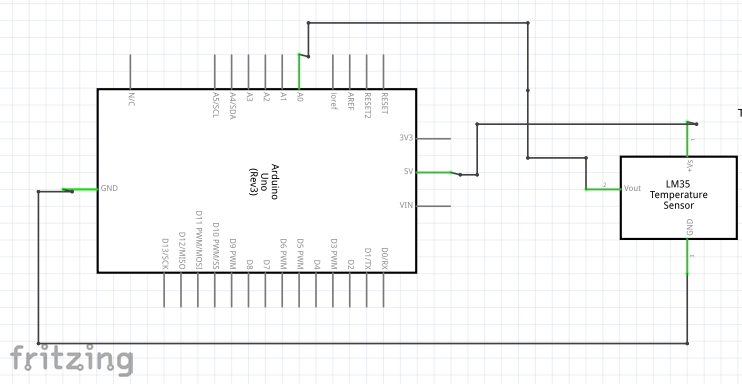 N/C
A5/SCL
A4/SDA
A3
A2
A1
A0
ioref
AREF
RESET2
RESET
3V3
5V
VIN
GND
Arduino
Uno
(Rev3)
D13/SCK
D12/MISO
D11 PWM/MOSI
D10 PWM/SS
D9 PWM
D8
D7
D6 PWM
D5 PWM
D4
D3 PWM
D2
D1/TX
D0/RX
+VS
2
Vout
LM35
Temperature
Sensor
GND
T
fritzing